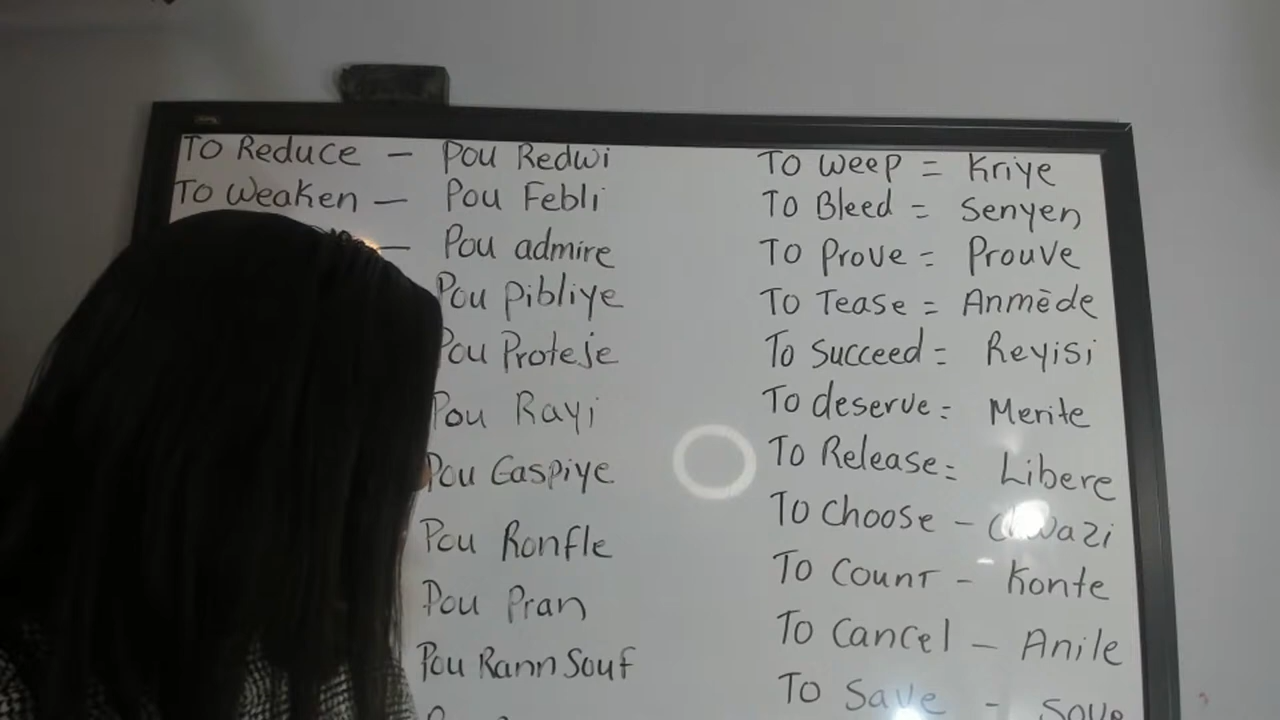 To Reduce – Pou Redwi
To Weaken – Pou Febli
– Pou admire
Pou Pibliye
Pou Proteje
Pou Rayi
Pou Gaspiye
Pou Ronfle
Pou Pran
Pou Rann Souf
To weep = Kriye
To Bleed = Senyen
To Prove = Prouve
To Tease = Anmède
To Succeed = Reyisi
To deserve = Merite
To Release = Libere
To Choose – Chwazi
To Count – Konte
To Cancel – Anile
To Save – Sove